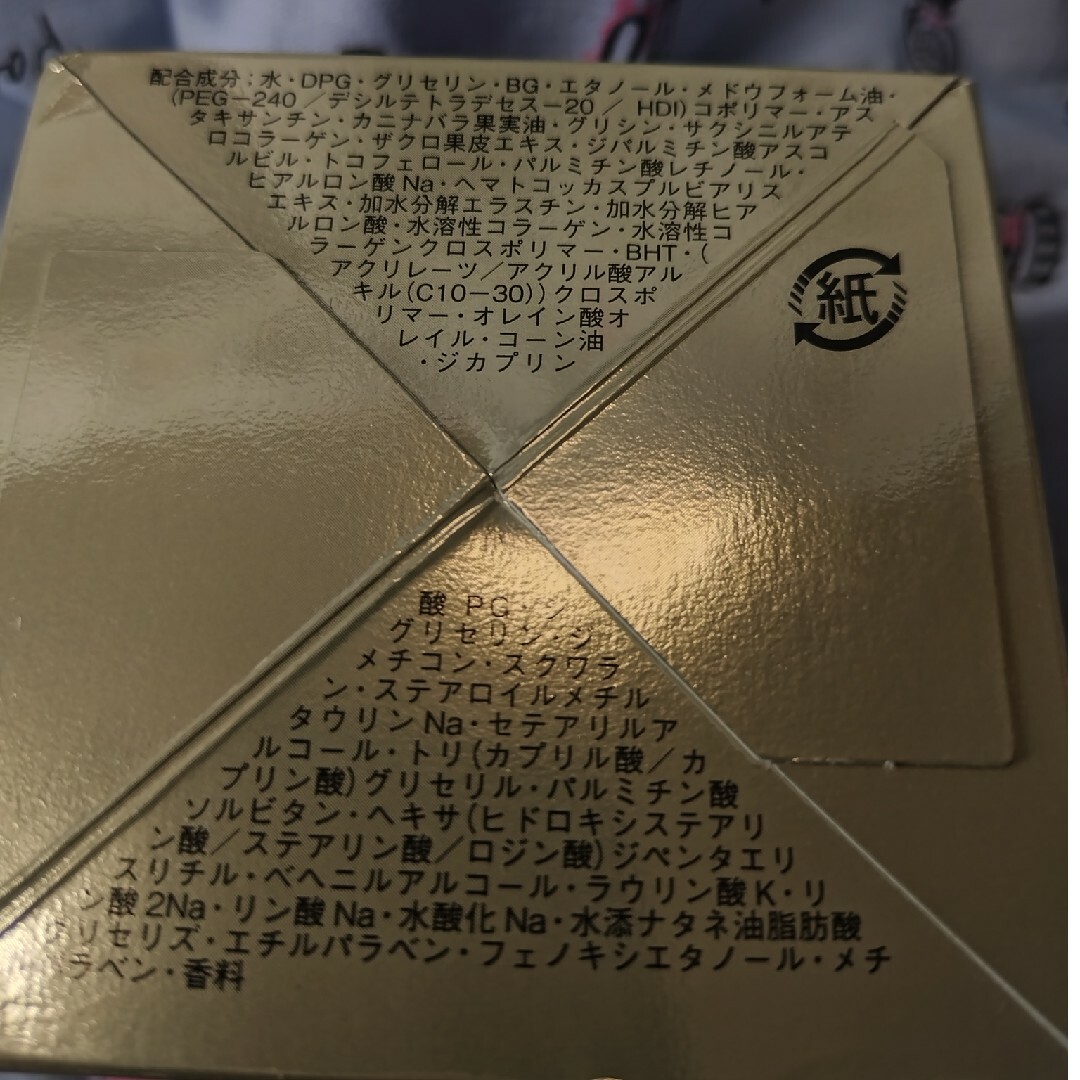 配合成分；水・DPG・グリセリン・BG・エタノール・メドウフォーム油・
(PEG−240／デシルテトラデセス−20／HDI)コポリマー・アス
タキサンチン・カニナバラ果実油・グリシン・サクシニルアテ
ロコラーゲン・ザクロ果皮エキス・ジパルミチン酸アスコ
ルビル・トコフェロール・パルミチン酸レチノール・
ヒアルロン酸Na・ヘマトコッカスプルビアリス
エキス・加水分解エラスチン・加水分解ヒア
ルロン酸・水溶性コラーゲン・水溶性コ
ラーゲンクロスポリマー・BHT・(
アクリレーツ／アクリル酸アル
キル(C10−30))クロスポ
リマー・オレイン酸オ
レイル・コーン油
・ジカプリン
紙
酸PG・ジ
グリセリン・ジ
メチコン・スクワラ
ン・ステアロイルメチル
タウリンNa・セテアリルア
ルコール・トリ(カプリル酸／カ
プリン酸)グリセリル・パルミチン酸
ソルビタン・ヘキサ(ヒドロキシステアリ
ン酸／ステアリン酸／ロジン酸)ジペンタエリ
スリチル・ベヘニルアルコール・ラウリン酸K・リ
ン酸2Na・リン酸Na・水酸化Na・水添ナタネ油脂肪酸
グリセリズ・エチルパラベン・フェノキシエタノール・メチ
ラベン・香料